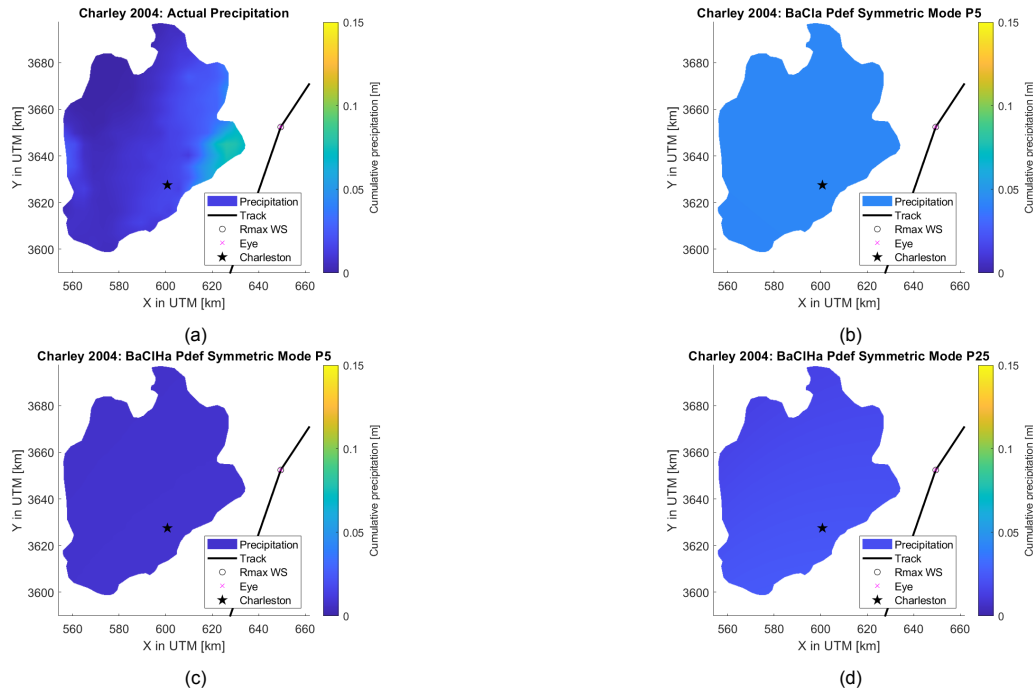 Charley 2004: Actual Precipitation
3680
3660
3640
3620
3600
Y in UTM [km]
560 580 600 620 640 660
X in UTM [km]
Precipitation
Track
Rmax WS
Eye
Charleston
0.15
0.1
0.05
0
Cumulative precipitation [m]
(a)
Charley 2004: BaCla Pdef Symmetric Mode P5
3680
3660
3640
3620
3600
Y in UTM [km]
560 580 600 620 640 660
X in UTM [km]
Precipitation
Track
Rmax WS
Eye
Charleston
0.15
0.1
0.05
0
Cumulative precipitation [m]
(b)
Charley 2004: BaClHa Pdef Symmetric Mode P5
3680
3660
3640
3620
3600
Y in UTM [km]
560 580 600 620 640 660
X in UTM [km]
Precipitation
Track
Rmax WS
Eye
Charleston
0.15
0.1
0.05
0
Cumulative precipitation [m]
(c)
Charley 2004: BaClHa Pdef Symmetric Mode P25
3680
3660
3640
3620
3600
Y in UTM [km]
560 580 600 620 640 660
X in UTM [km]
Precipitation
Track
Rmax WS
Eye
Charleston
0.15
0.1
0.05
0
Cumulative precipitation [m]
(d)